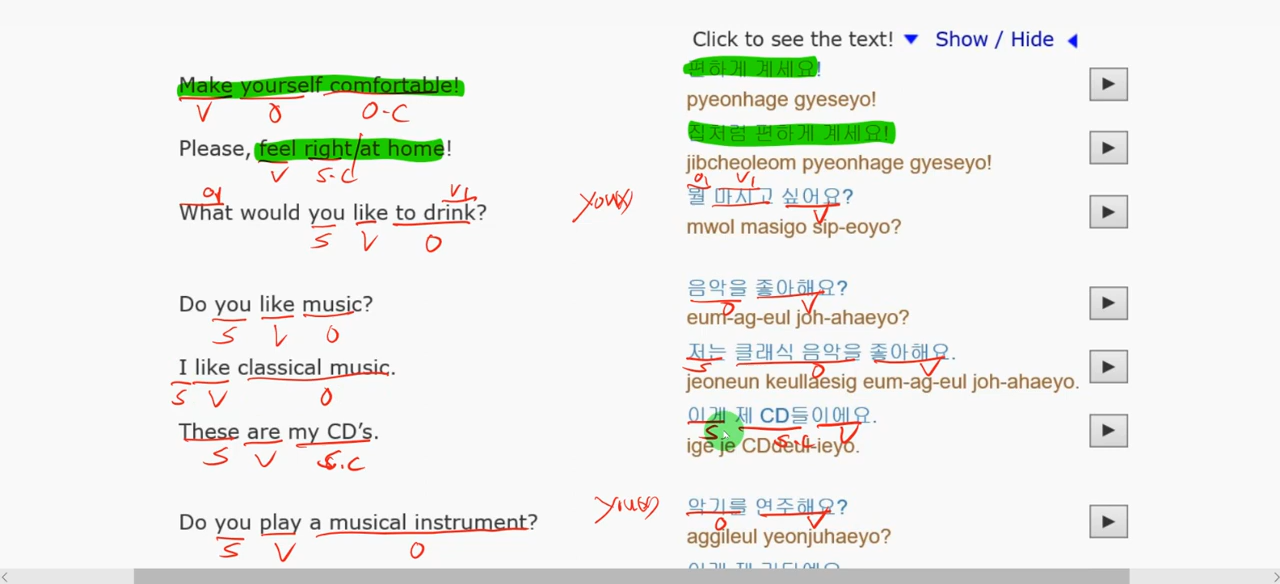 Click to see the text! Show / Hide
Make yourself comfortable!
V O O-C
편하게 계세요!
pyeonhage gyeseyo!
Please, feel right/at home!
V S.C
집처럼 편하게 계세요!
jibcheoleom pyeonhage gyeseyo!
O1 V1
What would you like to drink?
S V O
you(x)
O1 V1
뭘 마시고 싶어요?
V
mwol masigo sip-eoyo?
Do you like music?
S V O
음악을 좋아해요?
O V
eum-ag-eul joh-ahaeyo?
I like classical music.
S V O
저는 클래식 음악을 좋아해요.
S O V
jeoneun keullaesig eum-ag-eul joh-ahaeyo.
These are my CD's.
S V S.C
이게 제 CD들이에요.
S S.C V
ige je CDdeul-ieyo.
Do you play a musical instrument?
S V O
you(x)
악기를 연주해요?
O V
aggileul yeonjuhaeyo?